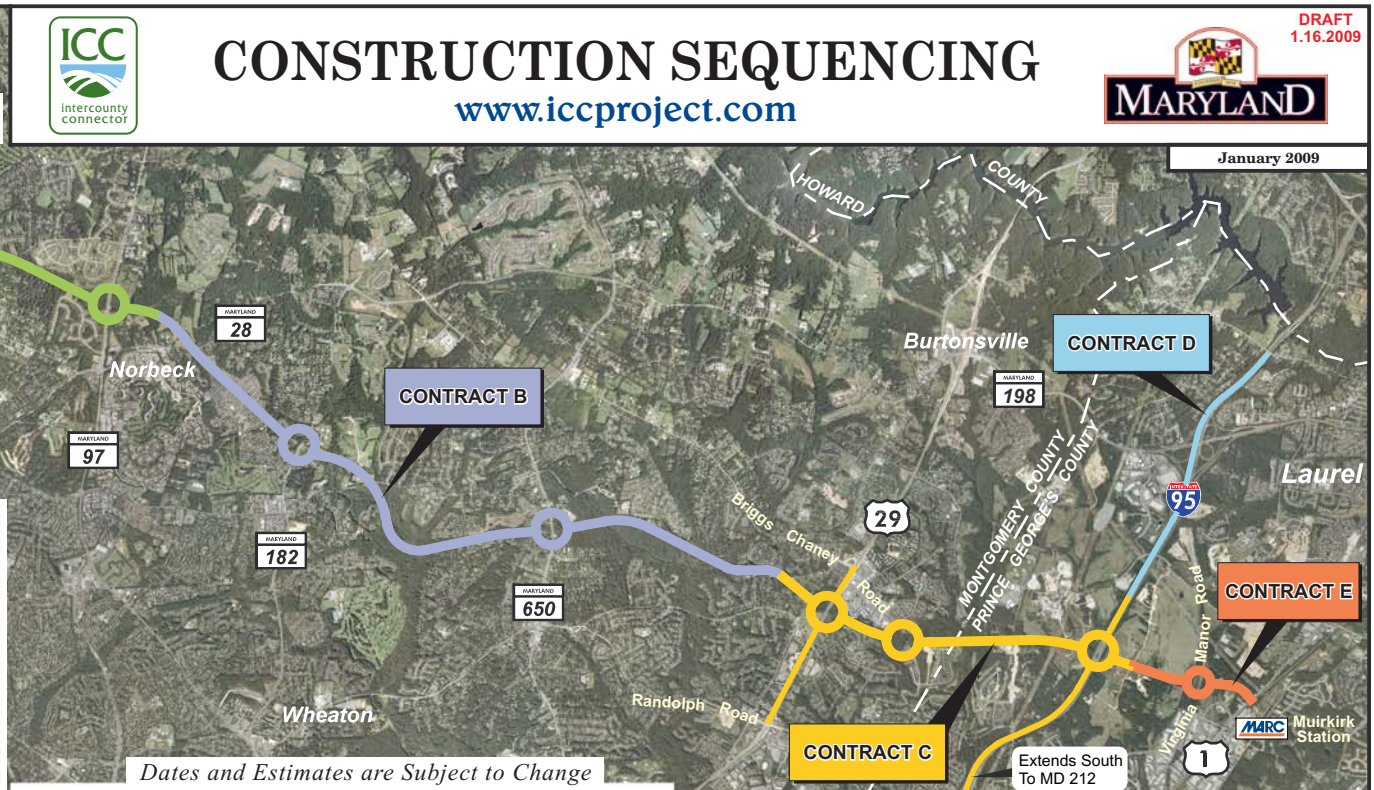 ICC
intercounty
connector
CONSTRUCTION SEQUENCING
www.iccproject.com
MARYLAND
DRAFT
1.16.2009
January 2009
HOWARD COUNTY
MARYLAND
28
Norbeck
CONTRACT B
MARYLAND
97
Burtonsville
CONTRACT D
MARYLAND
198
MONTGOMERY COUNTY
PRINCE GEORGE'S COUNTY
Laurel
INTERSTATE
95
Briggs Chaney Road
29
MARYLAND
182
MARYLAND
650
Manor Road
CONTRACT E
Randolph Road
Wheaton
CONTRACT C
Virginia
MARC
Muirkirk
Station
1
Extends South
To MD 212
Dates and Estimates are Subject to Change